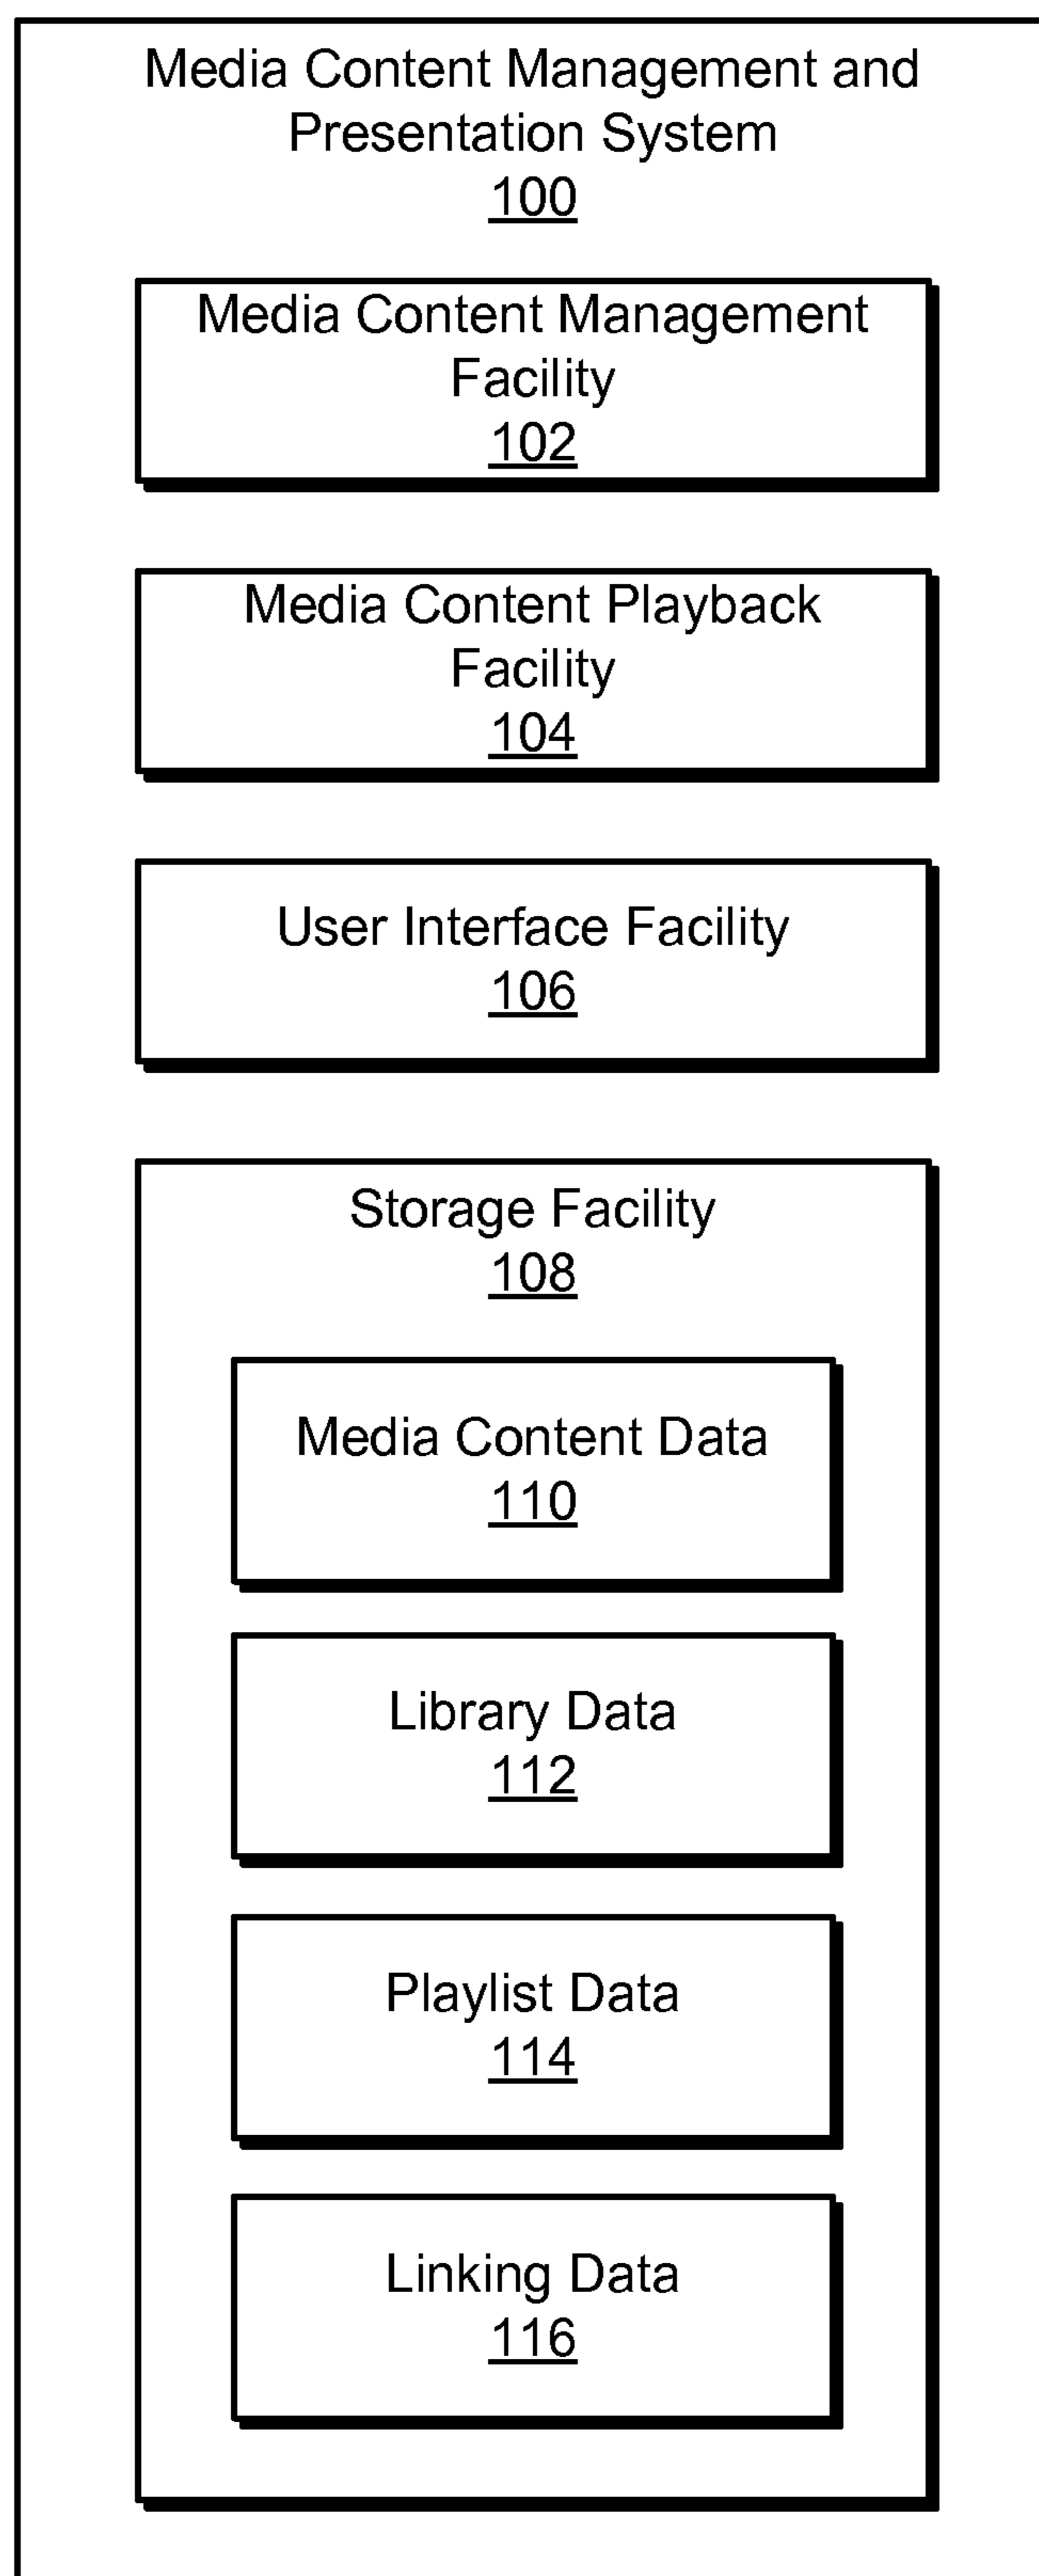 Media Content Management and
Presentation System
100
Media Content Management
Facility
102
Media Content Playback
Facility
104
User Interface Facility
106
Storage Facility
108
Media Content Data
110
Library Data
112
Playlist Data
114
Linking Data
116